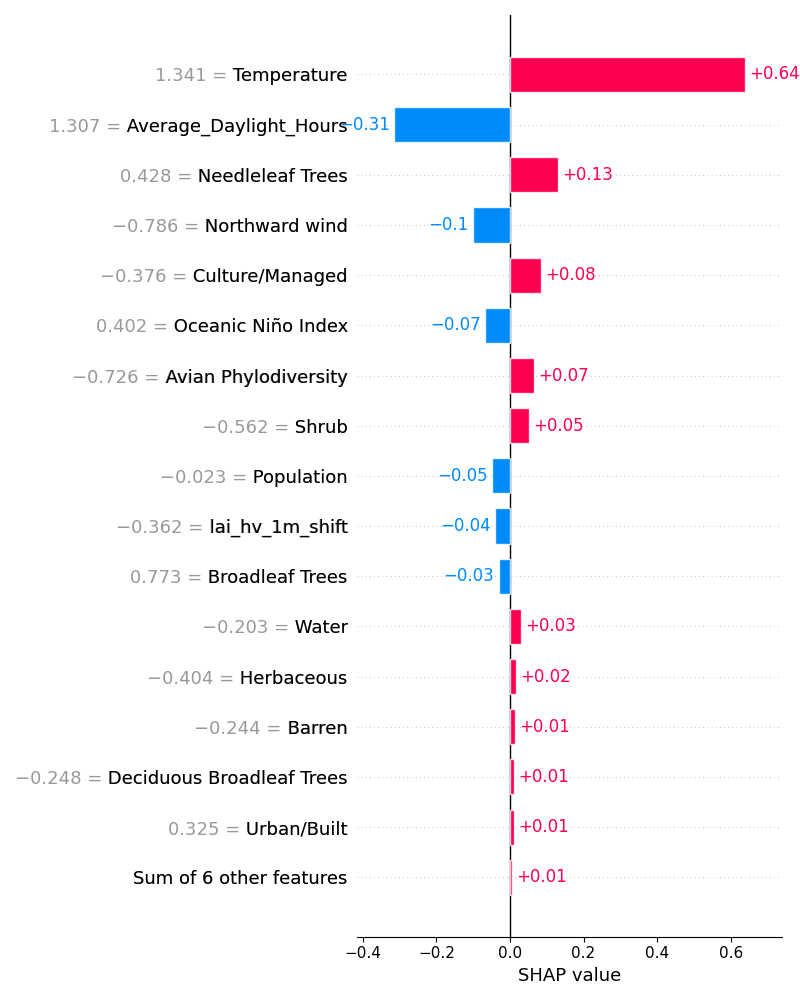 1.341 = Temperature +0.64
1.307 = Average_Daylight_Hours −0.31
0.428 = Needleleaf Trees +0.13
−0.786 = Northward wind −0.1
−0.376 = Culture/Managed +0.08
0.402 = Oceanic Niño Index −0.07
−0.726 = Avian Phylodiversity +0.07
−0.562 = Shrub +0.05
−0.023 = Population −0.05
−0.362 = lai_hv_1m_shift −0.04
0.773 = Broadleaf Trees −0.03
−0.203 = Water +0.03
−0.404 = Herbaceous +0.02
−0.244 = Barren +0.01
−0.248 = Deciduous Broadleaf Trees +0.01
0.325 = Urban/Built +0.01
Sum of 6 other features +0.01
−0.4 −0.2 0.0 0.2 0.4 0.6
SHAP value